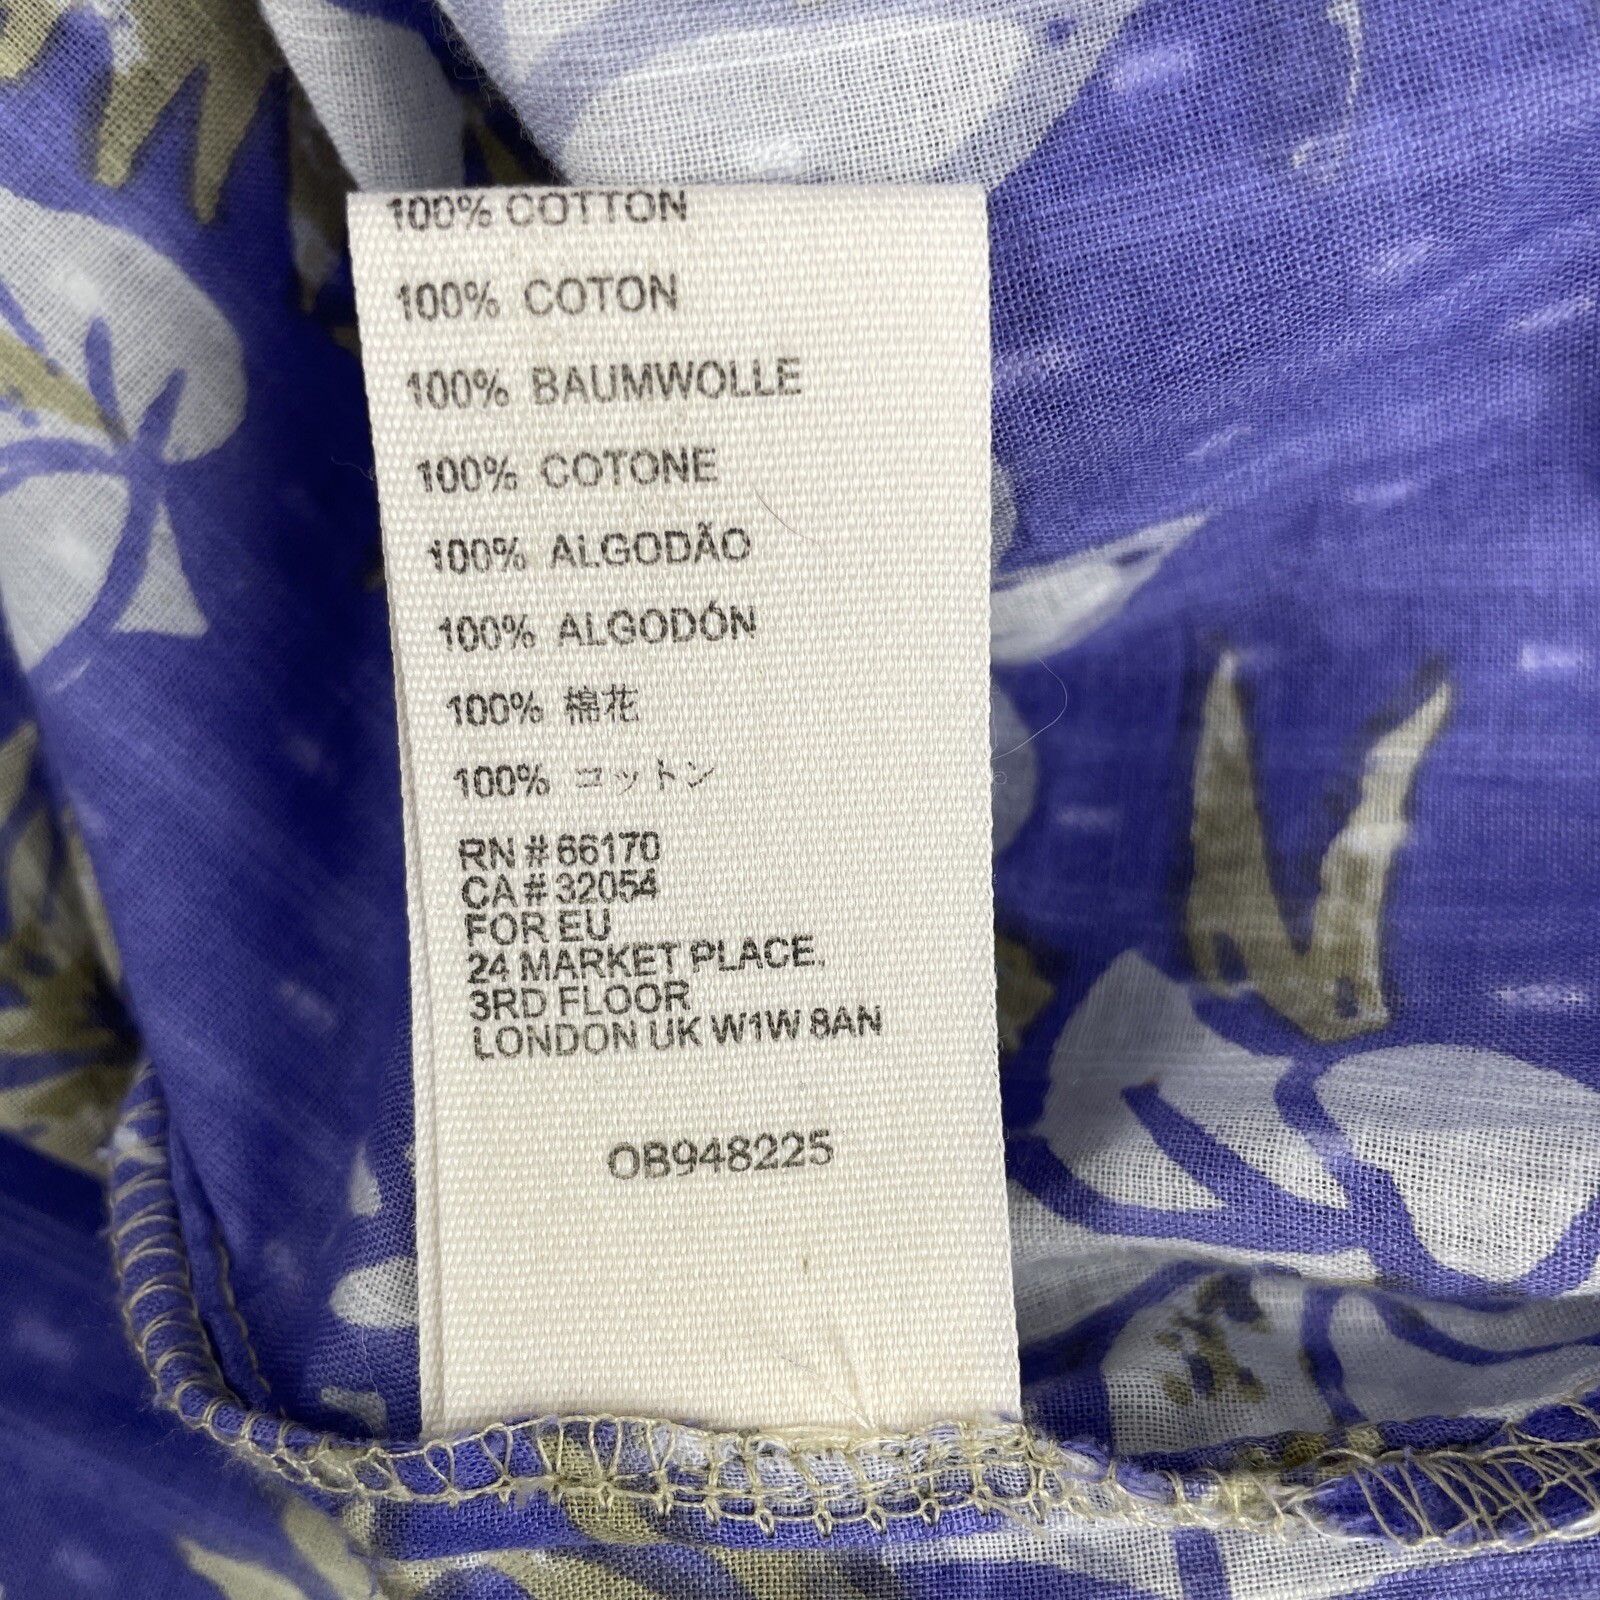 100% COTTON
100% COTON
100% BAUMWOLLE
100% COTONE
100% ALGODÃO
100% ALGODÓN
100% 棉花
100% コットン
RN # 66170
CA # 32054
FOR EU
24 MARKET PLACE,
3RD FLOOR
LONDON UK W1W 8AN
OB948225